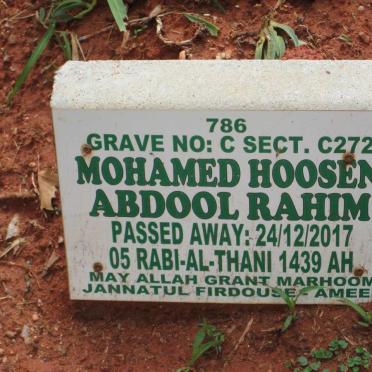 786
GRAVE NO: C SECT. C272
MOHAMED HOOSEN
ABDOOL RAHIM
PASSED AWAY: 24/12/2017
05 RABI-AL-THANI 1439 AH
MAY ALLAH GRANT MARHOOM
JANNATUL FIRDOUSE AMEE